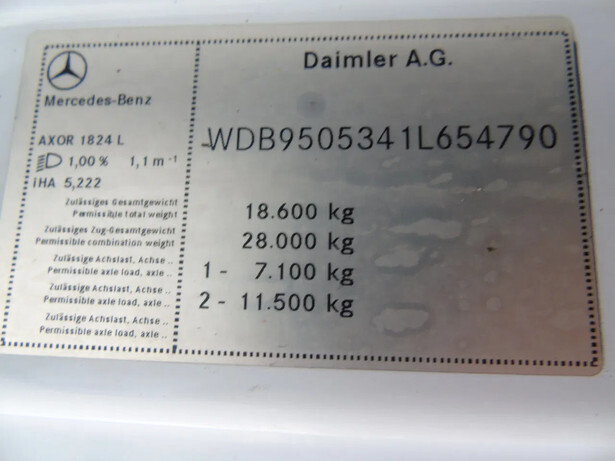 Daimler A.G.
Mercedes-Benz
WDB9505341L654790
AXOR 1824 L
1,00 % 1,1 m -1
iHA 5,222
Zulässiges Gesamtgewicht
Permissible total weight
18.600 kg
Zulässiges Zug-Gesamtgewicht
Permissible combination weight
28.000 kg
Zulässige Achslast, Achse ..
Permissible axle load, axle ..
1 - 7.100 kg
Zulässige Achslast, Achse ..
Permissible axle load, axle ..
2 - 11.500 kg
Zulässige Achslast, Achse ..
Permissible axle load, axle ..